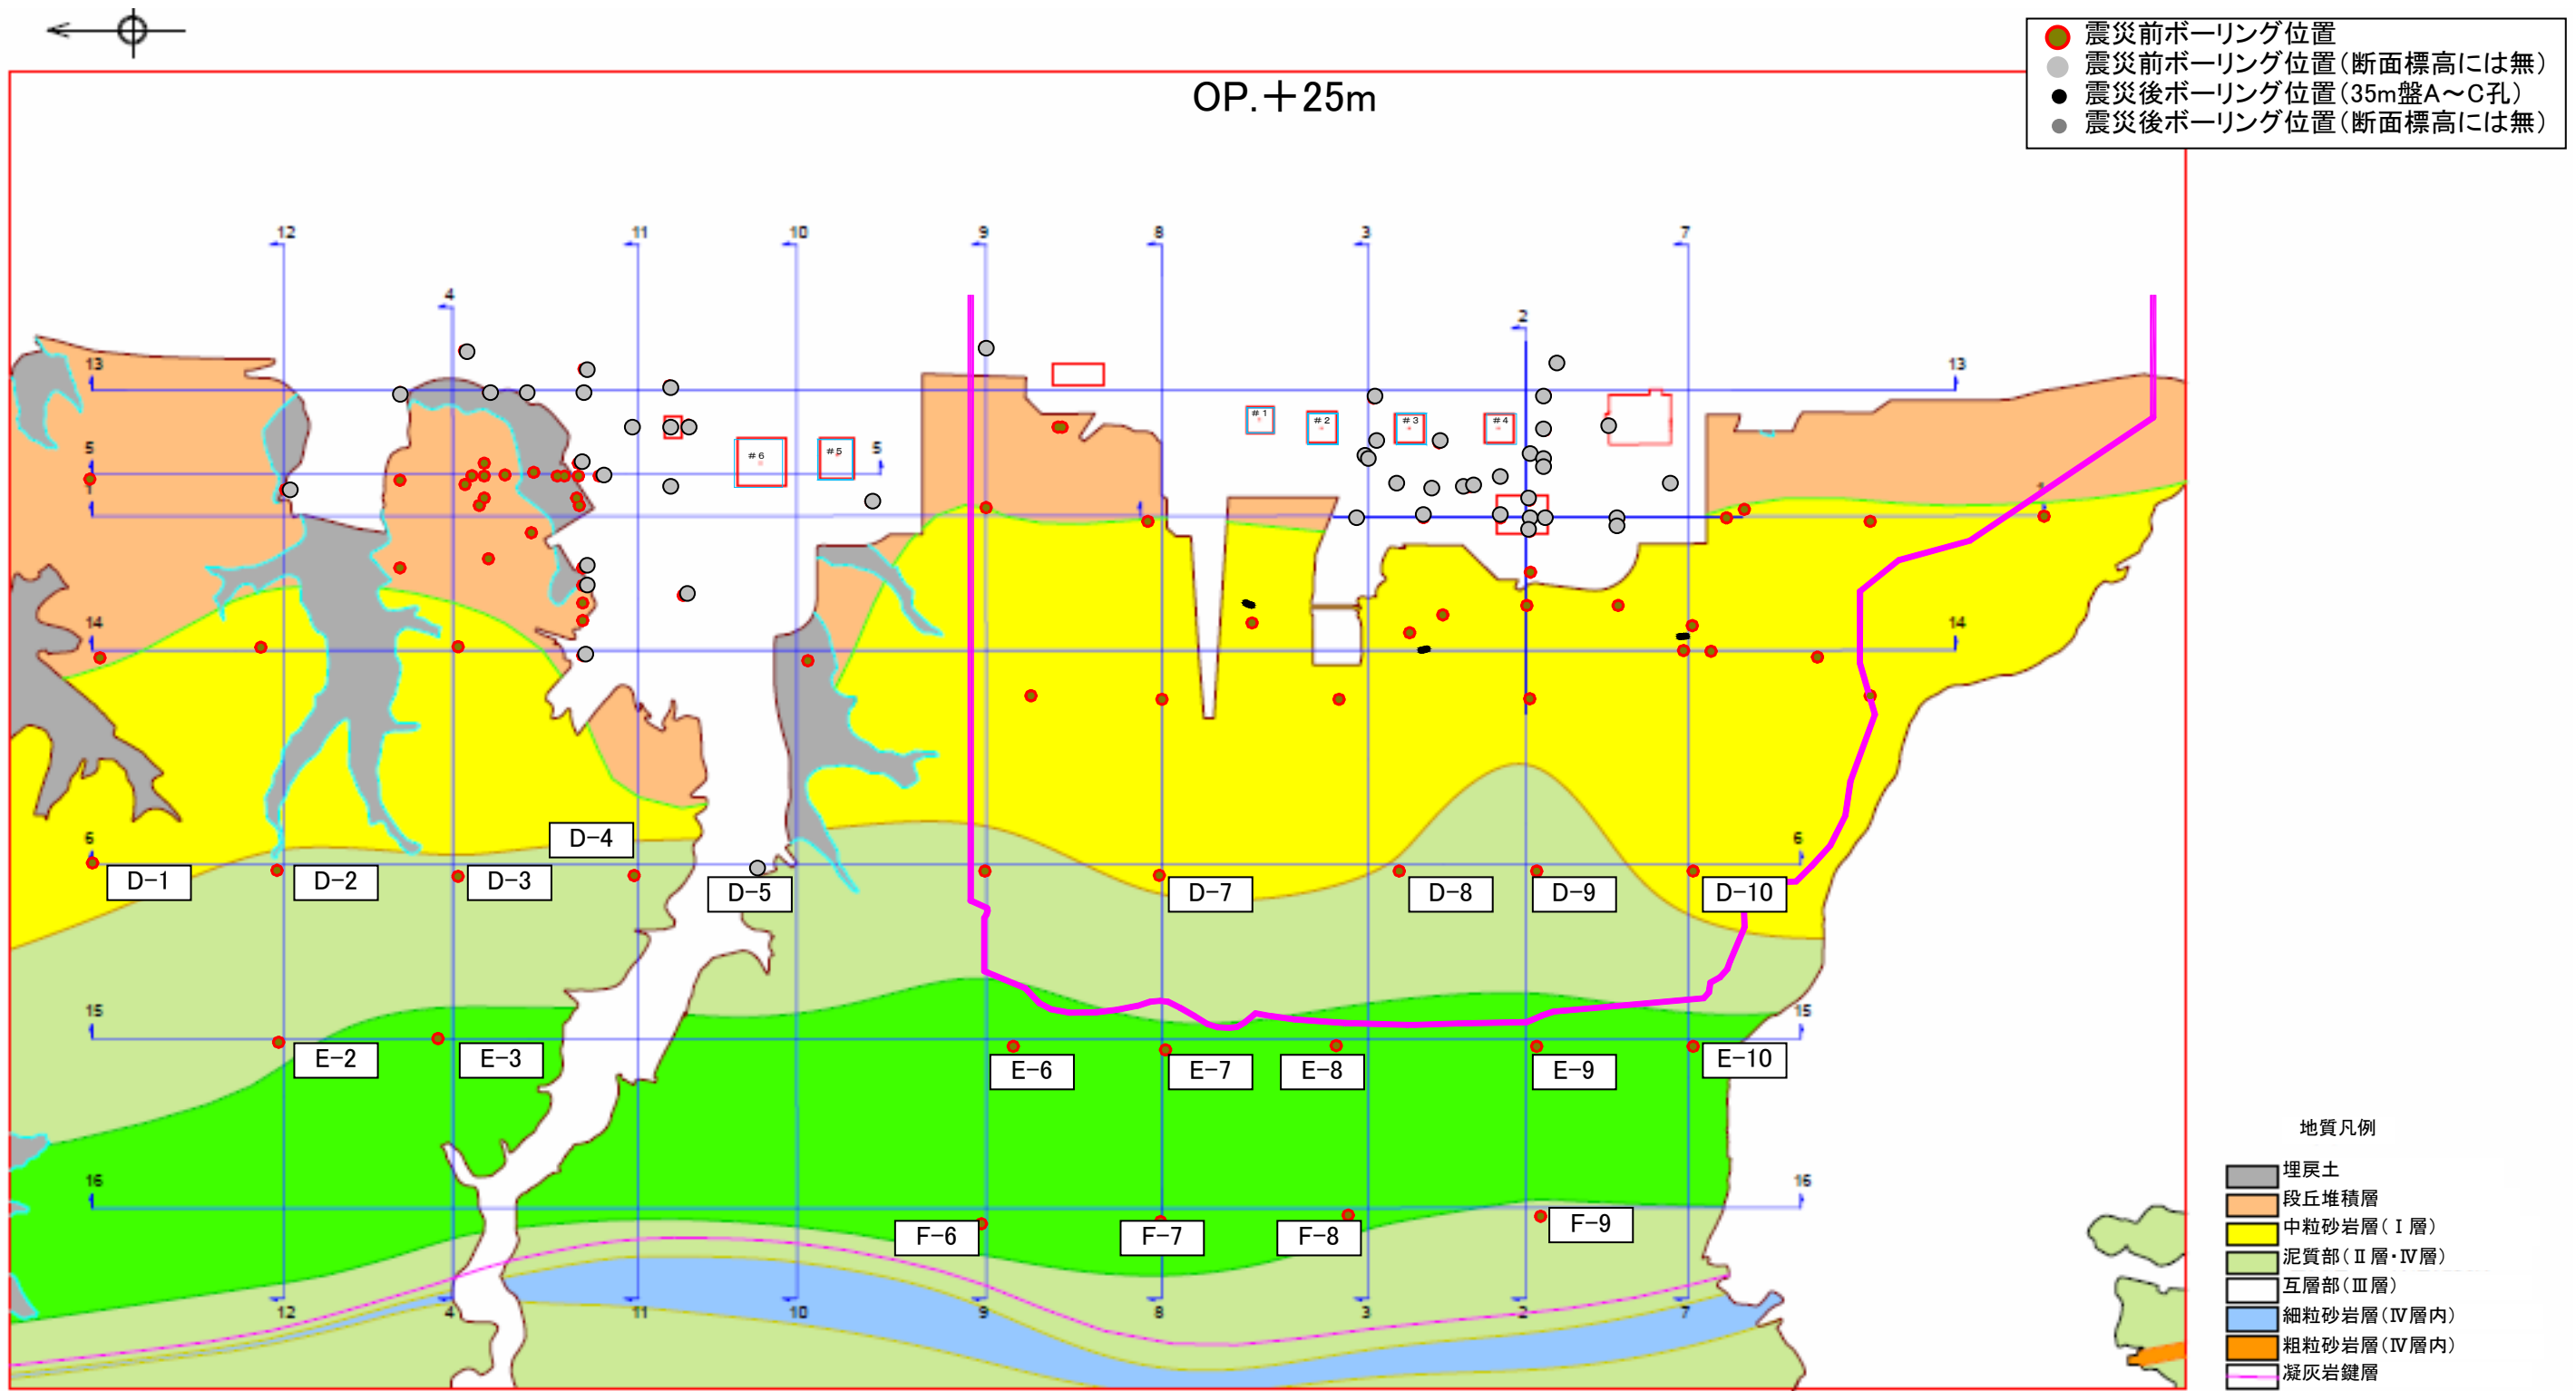 震災前ボーリング位置
震災前ボーリング位置（断面標高には無）
震災後ボーリング位置（35m盤A～C孔）
震災後ボーリング位置（断面標高には無）
OP.＋25m
12
11
10
9
8
3
7
4
2
13
13
#1
#2
#3
#4
5
5
#6
#5
1
1
14
14
6
6
D-4
D-1
D-2
D-3
D-5
D-7
D-8
D-9
D-10
15
15
E-2
E-3
E-6
E-7
E-8
E-9
E-10
16
16
F-6
F-7
F-8
F-9
12
4
11
10
9
8
3
2
7
地質凡例
埋戻土
段丘堆積層
中粒砂岩層（Ⅰ層）
泥質部（Ⅱ層・Ⅳ層）
互層部（Ⅲ層）
細粒砂岩層（Ⅳ層内）
粗粒砂岩層（Ⅳ層内）
凝灰岩鍵層